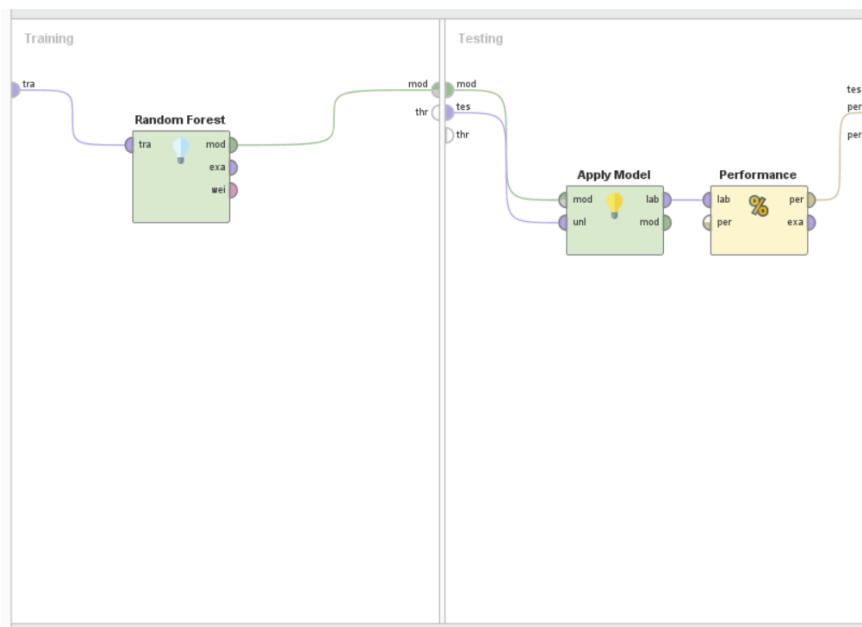 Training
tra
Random Forest
tra
mod
exa
wei
mod
thr
Testing
mod
tes
thr
Apply Model
mod
lab
unl
mod
Performance
lab
per
per
exa
tes
per
per